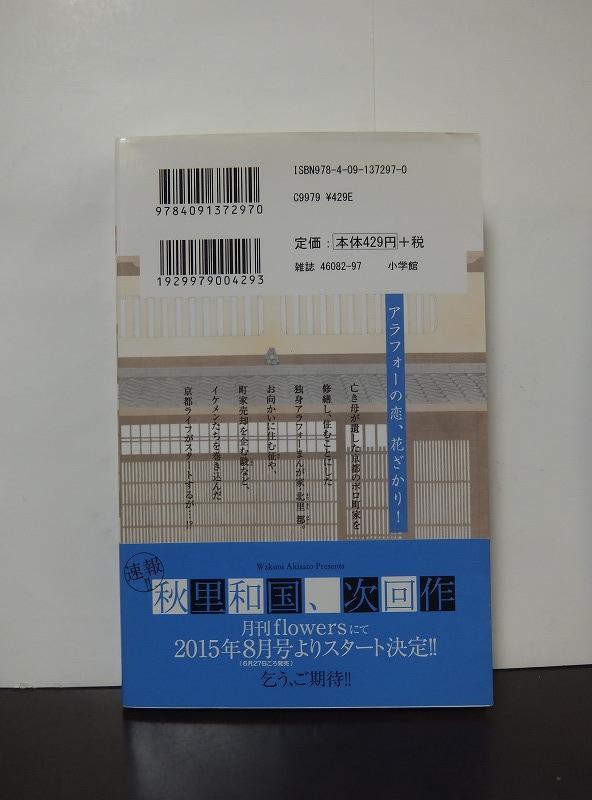 ISBN978-4-09-137297-0
9784091372970
C9979 ¥429E
定価：本体429円＋税
1929979004293
雑誌 46082-97 小学館
アラフォーの恋、花ざかり！
亡き母が遺した京都のボロ町家を
修繕し、住むことにした
独身アラフォーまんが家・北里 都。
お向かいに住む笹や、
町家売却を企む駿など、
イケメンたちを巻き込んだ
京都ライフがスタートするが…!?
Wakuni Akisato Presents
速報!!
秋里和国、次回作
月刊flowersにて
2015年8月号よりスタート決定!!
（6月27日ごろ発売）
乞う、ご期待!!